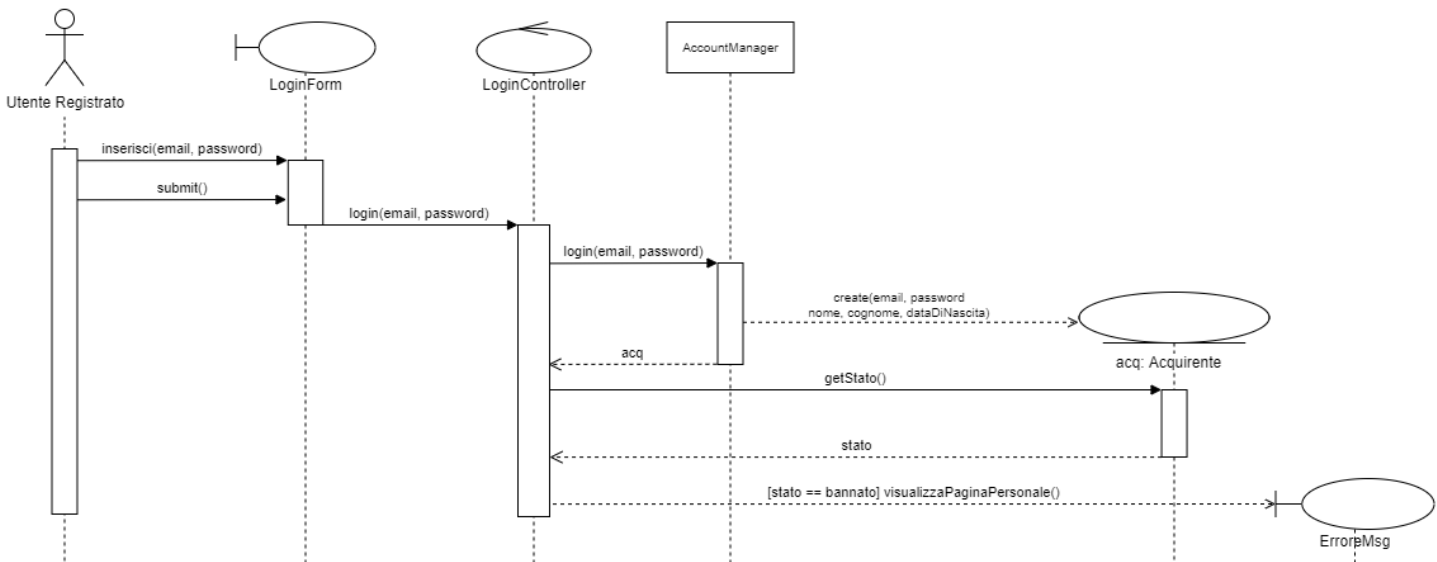 AccountManager
LoginForm
LoginController
Utente Registrato
inserisci(email, password)
submit()
login(email, password)
login(email, password)
create(email, password
nome, cognome, dataDiNascita)
acq
acq: Acquirente
getStato()
stato
[stato == bannato] visualizzaPaginaPersonale()
ErroreMsg